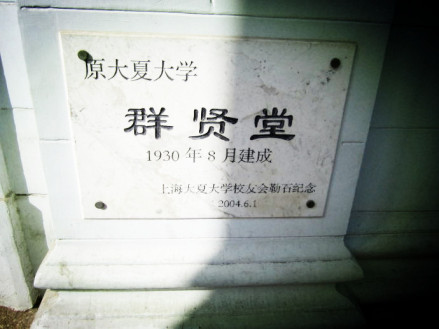 原大夏大学
群贤堂
1930年8月建成
上海大夏大学校友会勒石纪念
2004.6.1